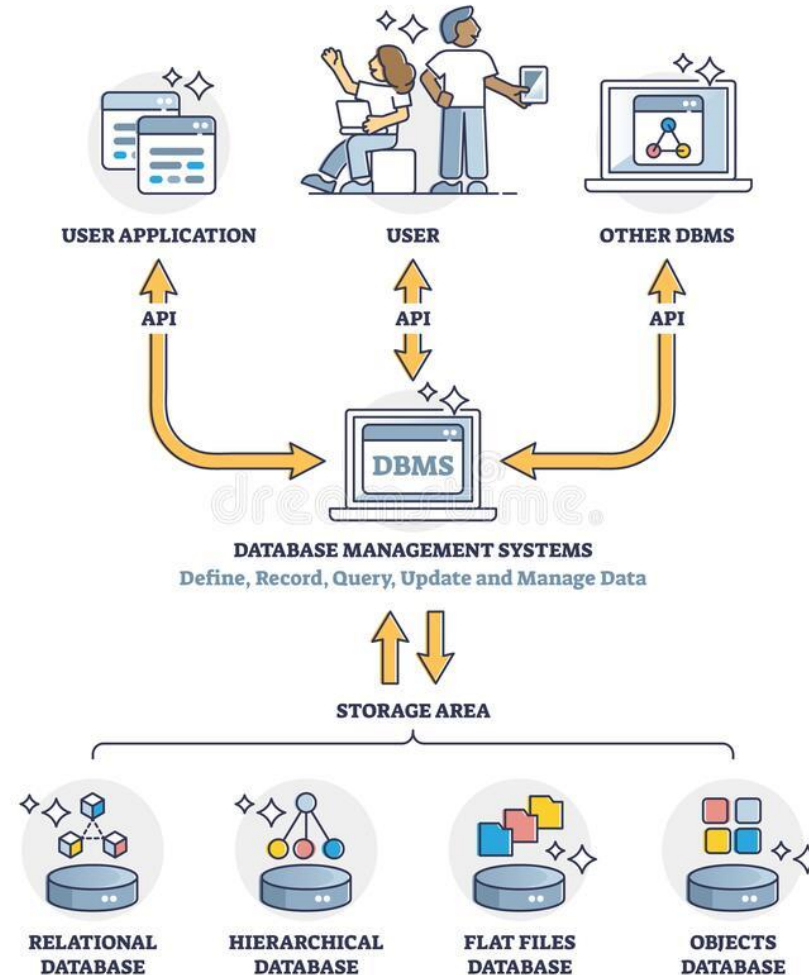 USER APPLICATION
USER
OTHER DBMS
API
API
API
DBMS
dreamstime.
DATABASE MANAGEMENT SYSTEMS
Define, Record, Query, Update and Manage Data
STORAGE AREA
RELATIONAL
DATABASE
HIERARCHICAL
DATABASE
FLAT FILES
DATABASE
OBJECTS
DATABASE